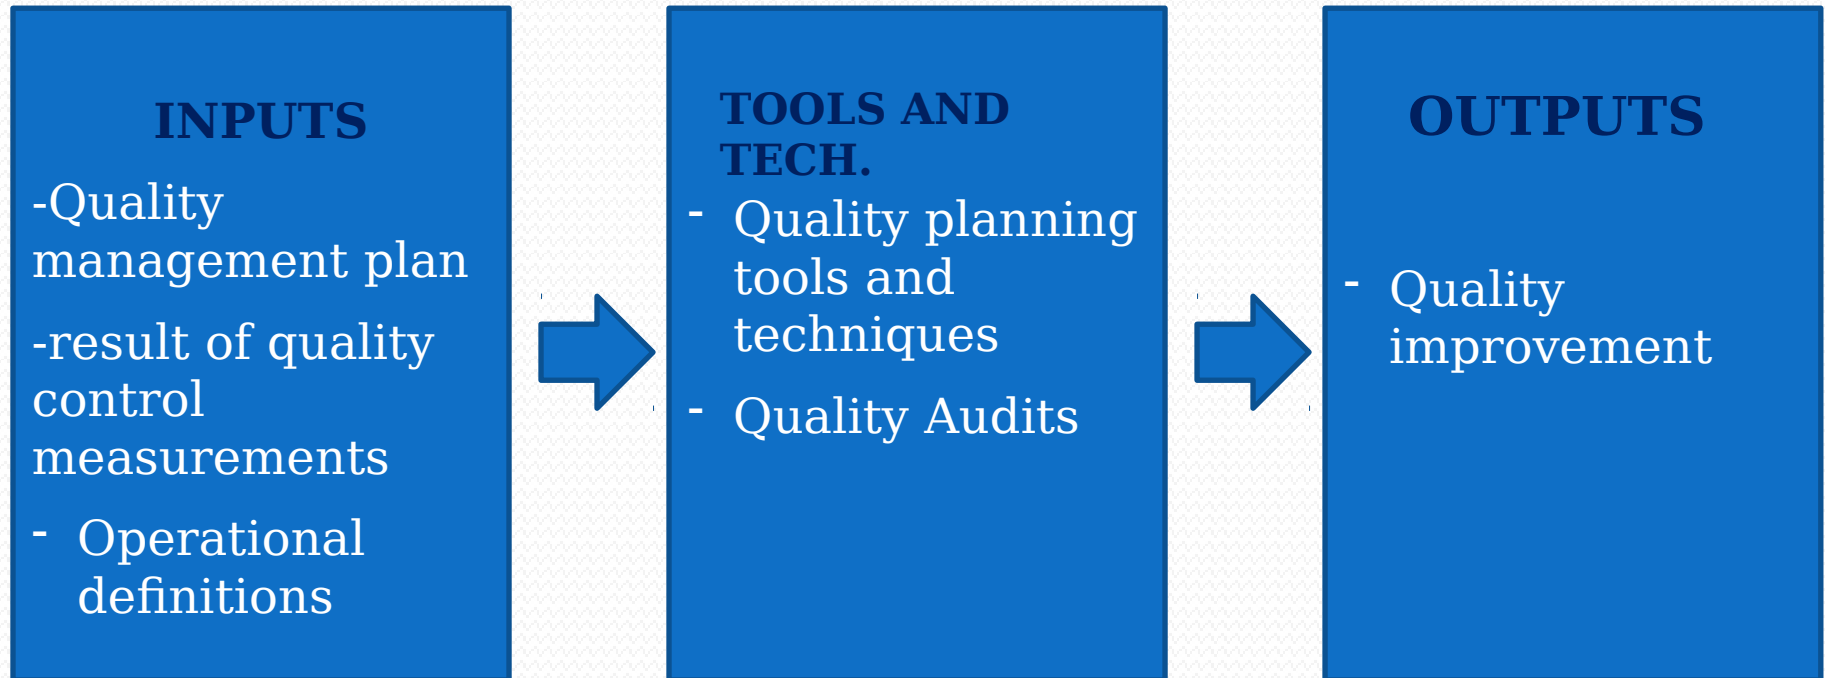 INPUTS
-Quality
management plan
-result of quality
control
measurements
- Operational
definitions
TOOLS AND
TECH.
- Quality planning
tools and
techniques
- Quality Audits
OUTPUTS
- Quality
improvement